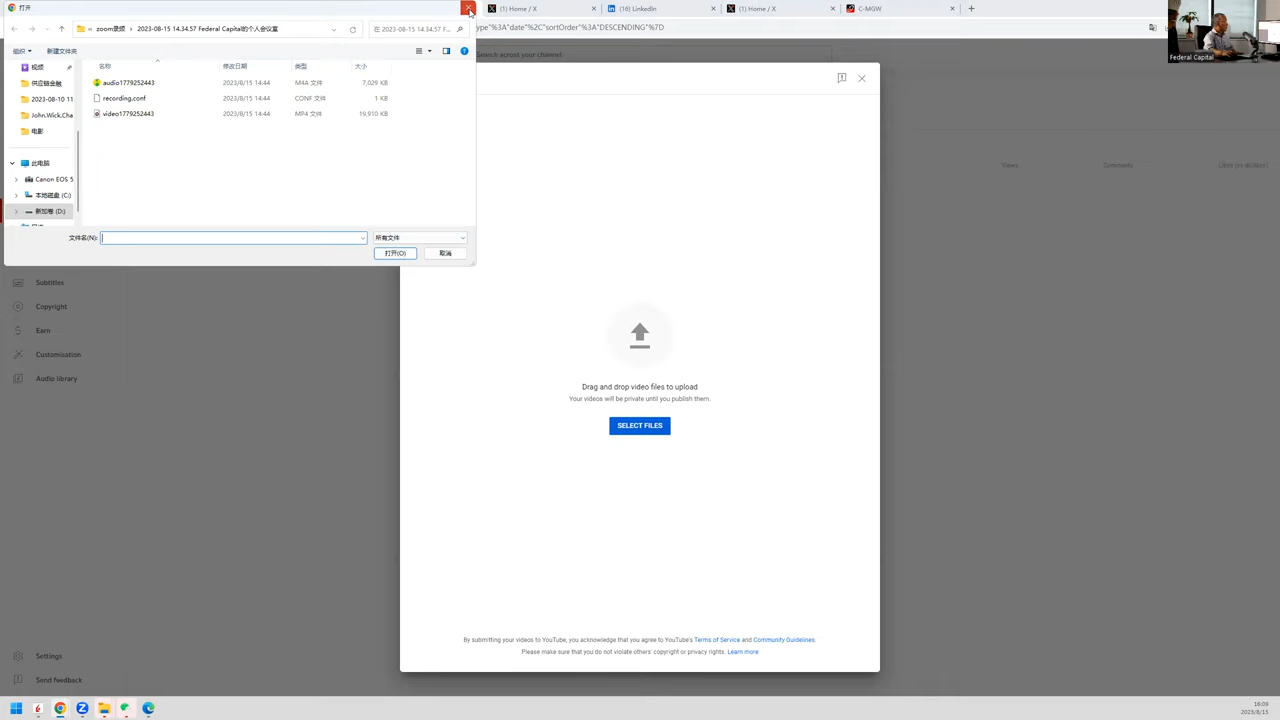 打开
(1) Home / X
(16) LinkedIn
(1) Home / X
C-MGW
zoom录频 › 2023-08-15 14.34.57 Federal Capital的个人会议室
在 2023-08-15 14.34.57 F...
ype"%3A"date"%2C"sortOrder"%3A"DESCENDING"%7D
组织
新建文件夹
Search across your channel
Federal Capital
名称 修改日期 类型 大小
视频
audio1779252443 2023/8/15 14:44 M4A 文件 7,029 KB
供应链金融
recording.conf 2023/8/15 14:44 CONF 文件 1 KB
2023-08-10 11
video1779252443 2023/8/15 14:44 MP4 文件 19,910 KB
John.Wick.Cha
电影
此电脑
Canon EOS 5
本地磁盘 (C:)
新加卷 (D:)
文件名(N):
所有文件
打开(O)
取消
Views
Comments
Subtitles
Copyright
Earn
Customisation
Audio library
Drag and drop video files to upload
Your videos will be private until you publish them.
SELECT FILES
By submitting your videos to YouTube, you acknowledge that you agree to YouTube's Terms of Service and Community Guidelines.
Please make sure that you do not violate others' copyright or privacy rights. Learn more
Settings
Send feedback
16:09
2023/8/15